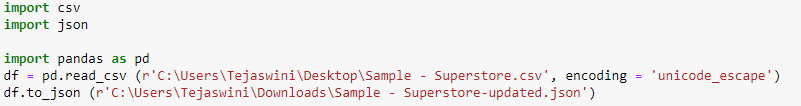 import csv
import json
import pandas as pd
df = pd.read_csv (r'C:\Users\Tejaswini\Desktop\Sample - Superstore.csv', encoding = 'unicode_escape')
df.to_json (r'C:\Users\Tejaswini\Downloads\Sample - Superstore-updated.json')